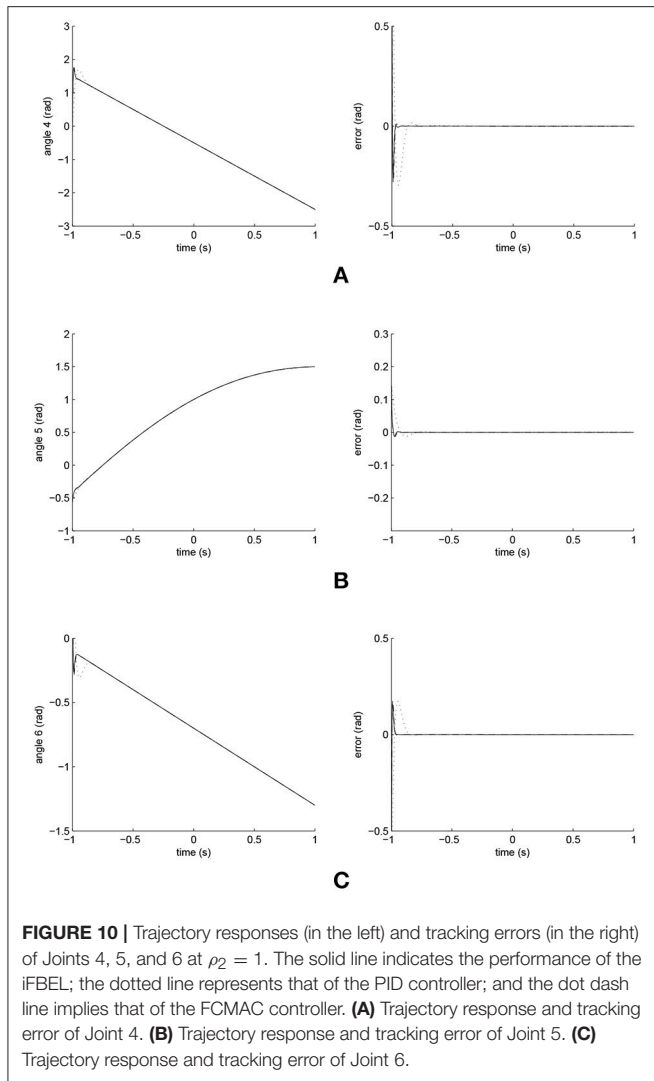 3
2
1
0
−1
−2
−3
−1
−0.5
0
0.5
1
angle 4 (rad)
time (s)
0.5
0
−0.5
−1
−0.5
0
0.5
1
error (rad)
time (s)
A
2
1.5
1
0.5
0
−0.5
−1
−1
−0.5
0
0.5
1
angle 5 (rad)
time (s)
0.3
0.2
0.1
0
−0.1
−0.2
−1
−0.5
0
0.5
1
error (rad)
time (s)
B
0
−0.5
−1
−1.5
−1
−0.5
0
0.5
1
angle 6 (rad)
time (s)
0.5
0
−0.5
−1
−0.5
0
0.5
1
error (rad)
time (s)
C
FIGURE 10 | Trajectory responses (in the left) and tracking errors (in the right)
of Joints 4, 5, and 6 at ρ₂ = 1. The solid line indicates the performance of the
iFBEL; the dotted line represents that of the PID controller; and the dot dash
line implies that of the FCMAC controller. (A) Trajectory response and tracking
error of Joint 4. (B) Trajectory response and tracking error of Joint 5. (C)
Trajectory response and tracking error of Joint 6.